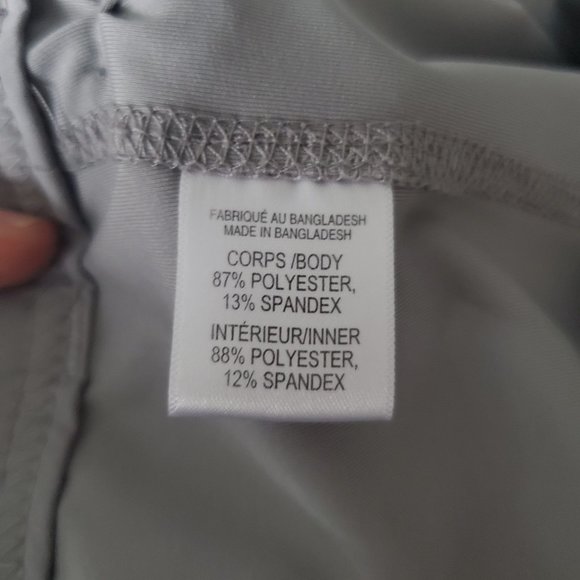 FABRIQUÉ AU BANGLADESH
MADE IN BANGLADESH
CORPS /BODY
87% POLYESTER,
13% SPANDEX
INTÉRIEUR/INNER
88% POLYESTER,
12% SPANDEX